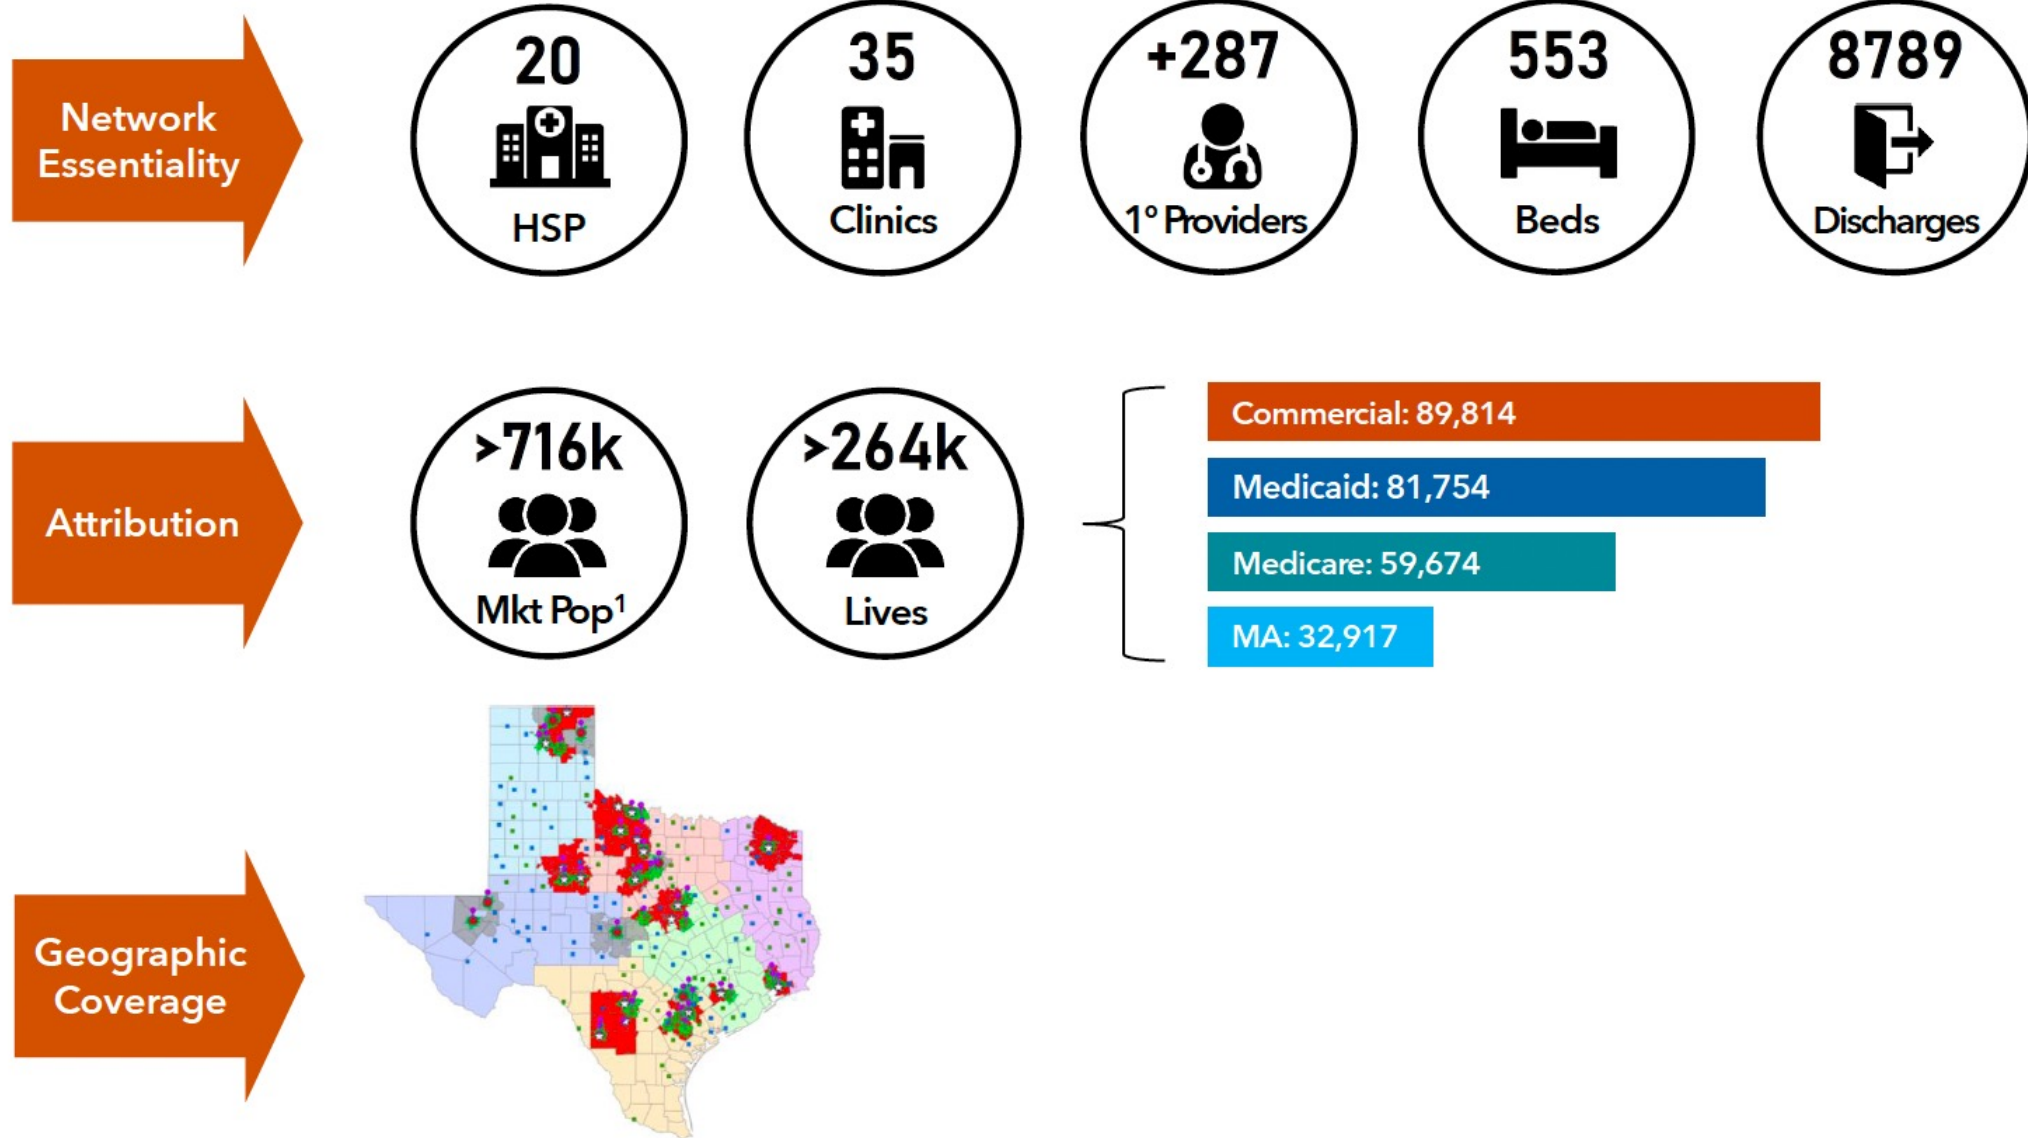 Network
Essentiality
20
HSP
35
Clinics
+287
1º Providers
553
Beds
8789
Discharges
Attribution
>716k
Mkt Pop¹
>264k
Lives
Commercial: 89,814
Medicaid: 81,754
Medicare: 59,674
MA: 32,917
Geographic
Coverage